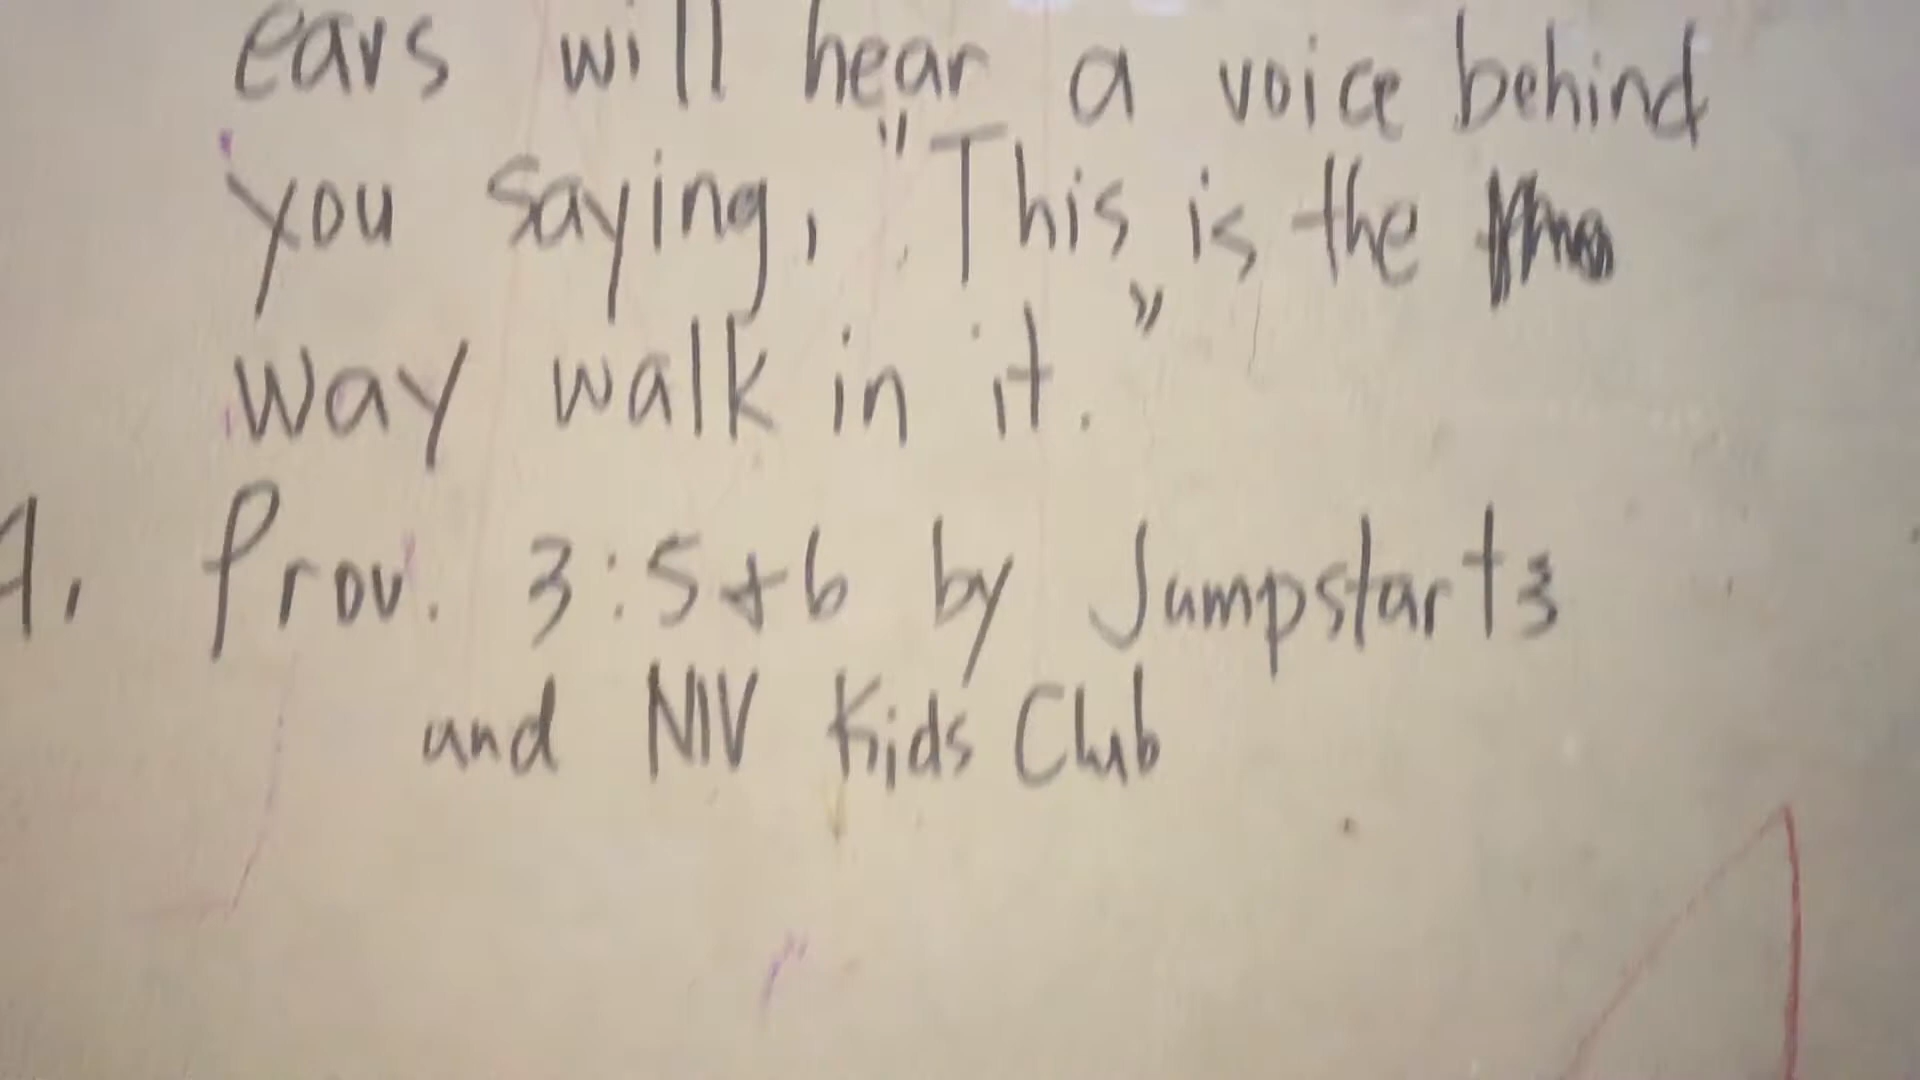 ears will hear a voice behind
you saying, "This is the
way walk in it."
4. Prov. 3:5+6 by Jumpstart3
and NIV Kids Club